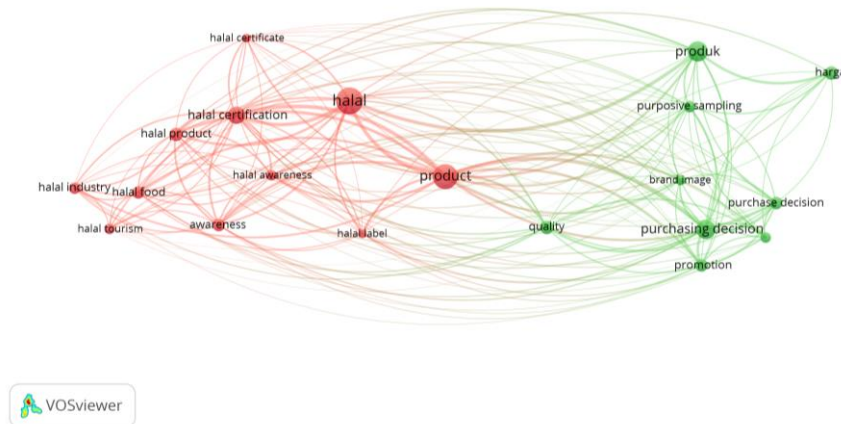 halal certificate
produk
harga
halal
purposive sampling
halal certification
halal product
halal awareness
product
brand image
halal industry
halal food
purchase decision
halal tourism
awareness
halal label
quality
purchasing decision
promotion
VOSviewer